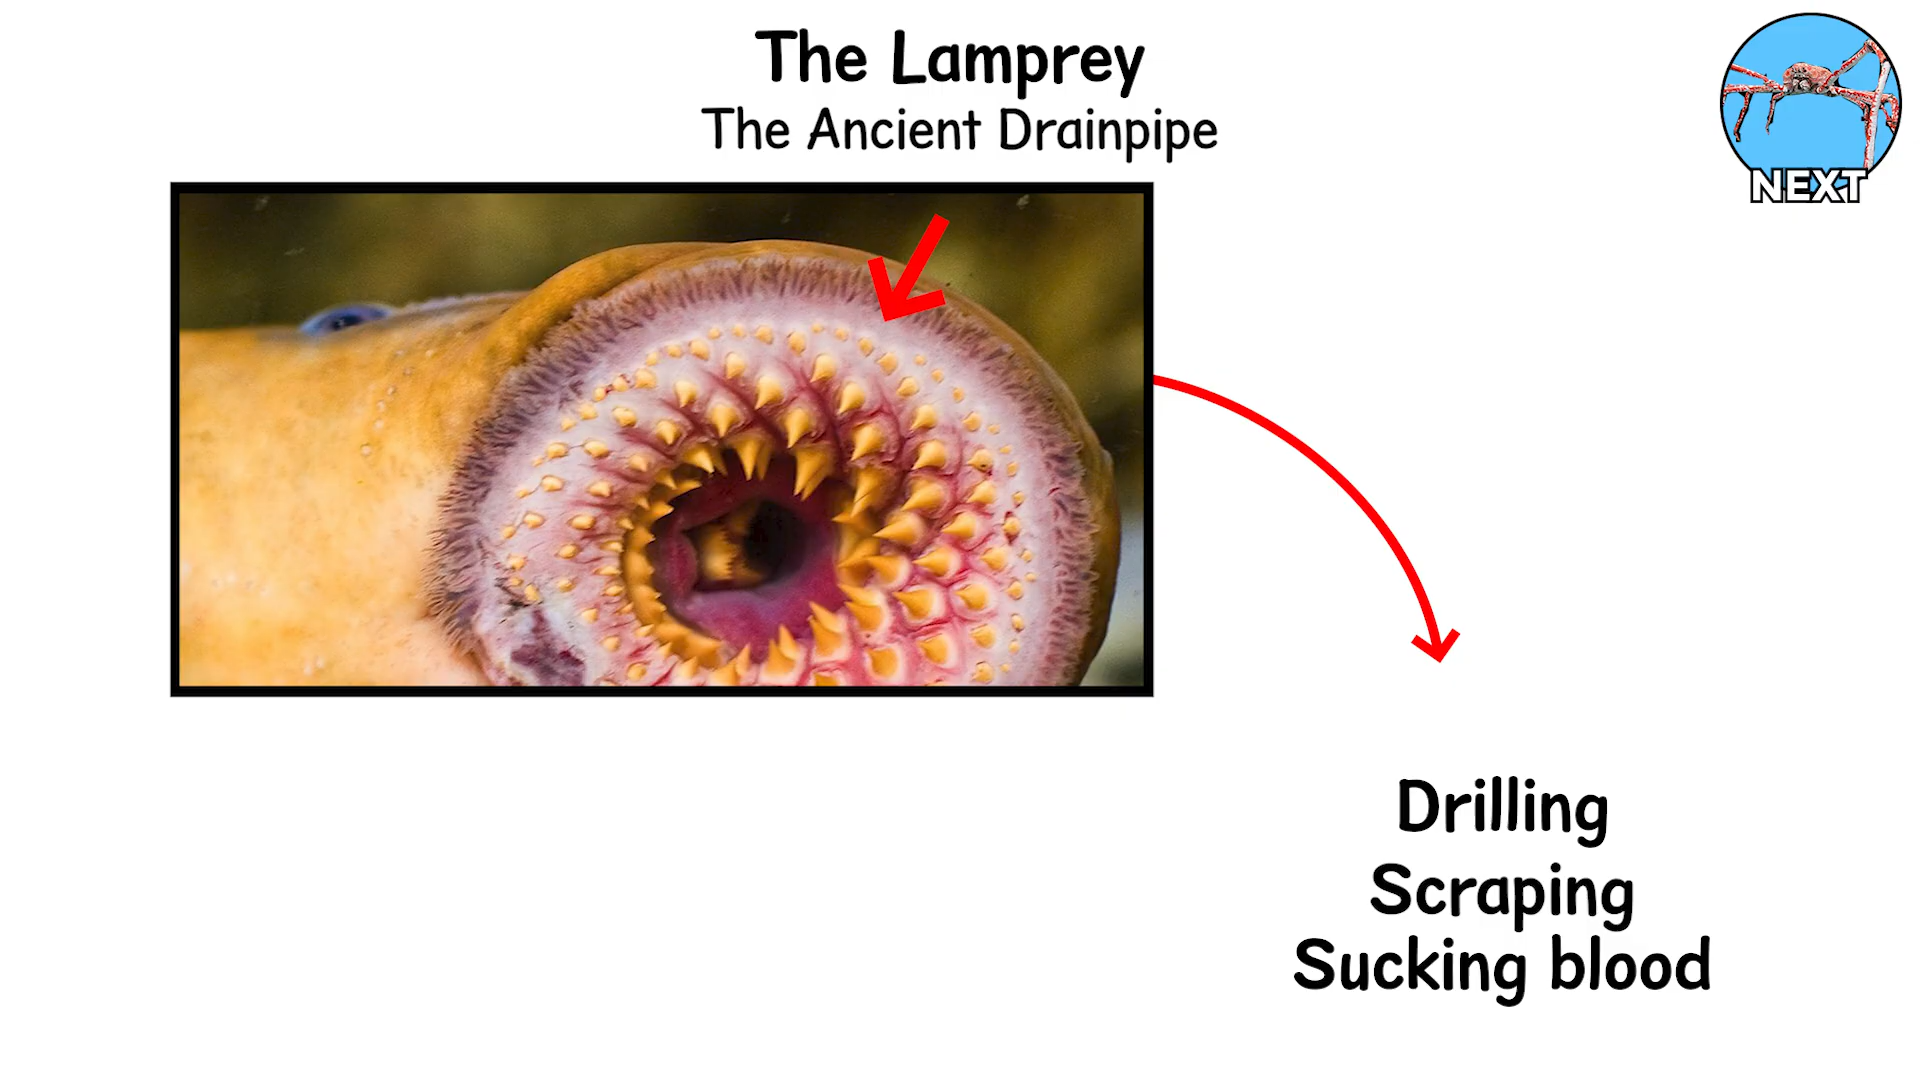 The Lamprey
The Ancient Drainpipe
NEXT
Drilling
Scraping
Sucking blood